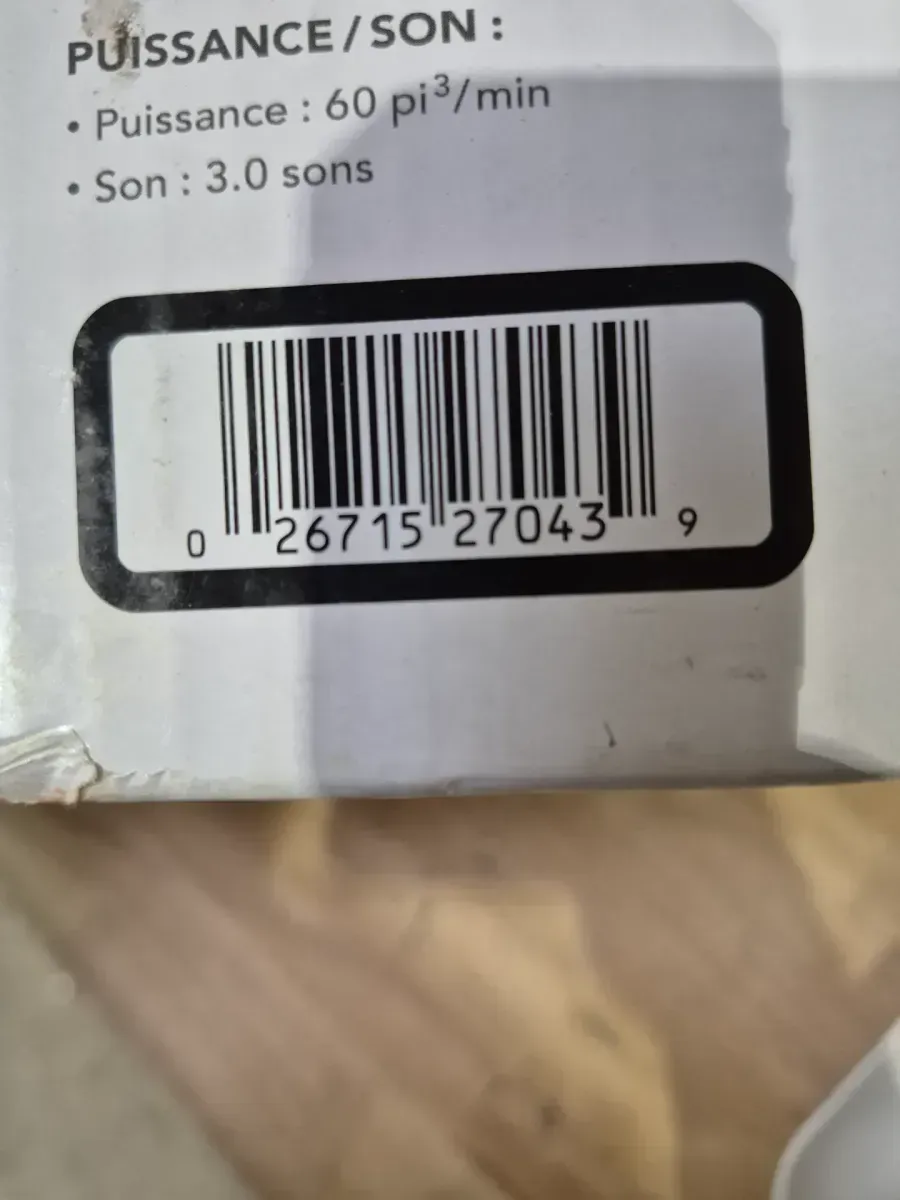 PUISSANCE/SON :
• Puissance : 60 pi³/min
• Son : 3.0 sons
0 26715 27043 9